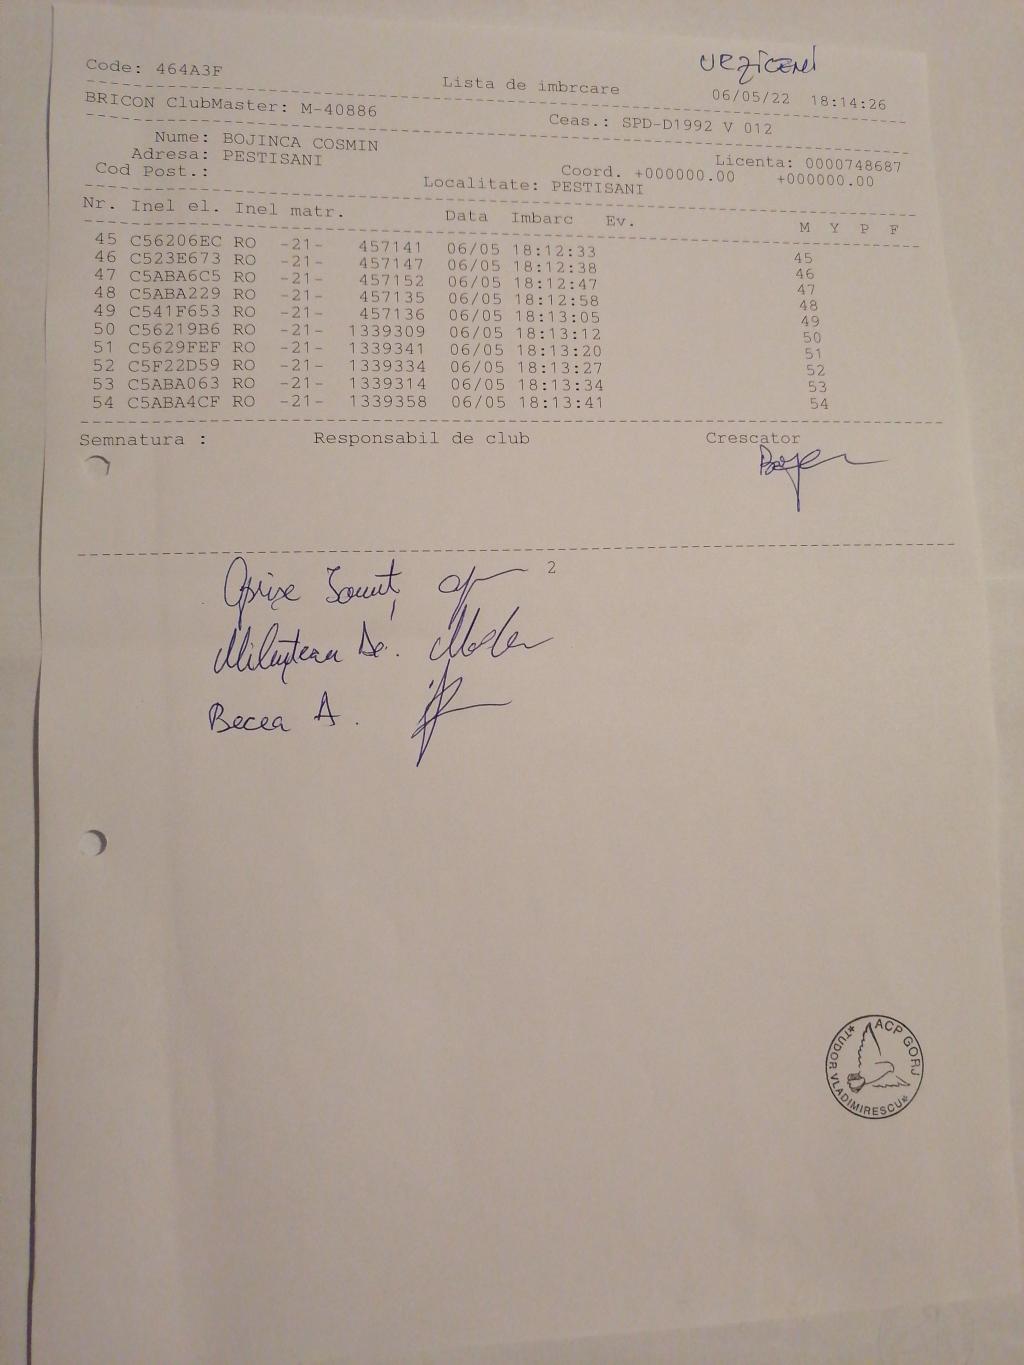 URZICENI
Code: 464A3F
Lista de imbrcare
06/05/22 18:14:26
BRICON ClubMaster: M-40886
Ceas.: SPD-D1992 V 012
Nume: BOJINCA COSMIN
Licenta: 0000748687
Adresa: PESTISANI
Coord. +000000.00 +000000.00
Cod Post.:
Localitate: PESTISANI
Nr. Inel el. Inel matr. Data Imbarc Ev. M Y P F
45 C56206EC RO -21- 457141 06/05 18:12:33 45
46 C523E673 RO -21- 457147 06/05 18:12:38 46
47 C5ABA6C5 RO -21- 457152 06/05 18:12:47 47
48 C5ABA229 RO -21- 457135 06/05 18:12:58 48
49 C541F653 RO -21- 457136 06/05 18:13:05 49
50 C56219B6 RO -21- 1339309 06/05 18:13:12 50
51 C5629FEF RO -21- 1339341 06/05 18:13:20 51
52 C5F22D59 RO -21- 1339334 06/05 18:13:27 52
53 C5ABA063 RO -21- 1339314 06/05 18:13:34 53
54 C5ABA4CF RO -21- 1339358 06/05 18:13:41 54
Semnatura : Responsabil de club Crescator
2
Becea A.
ACP GORJ
*TUDOR VLADIMIRESCU*